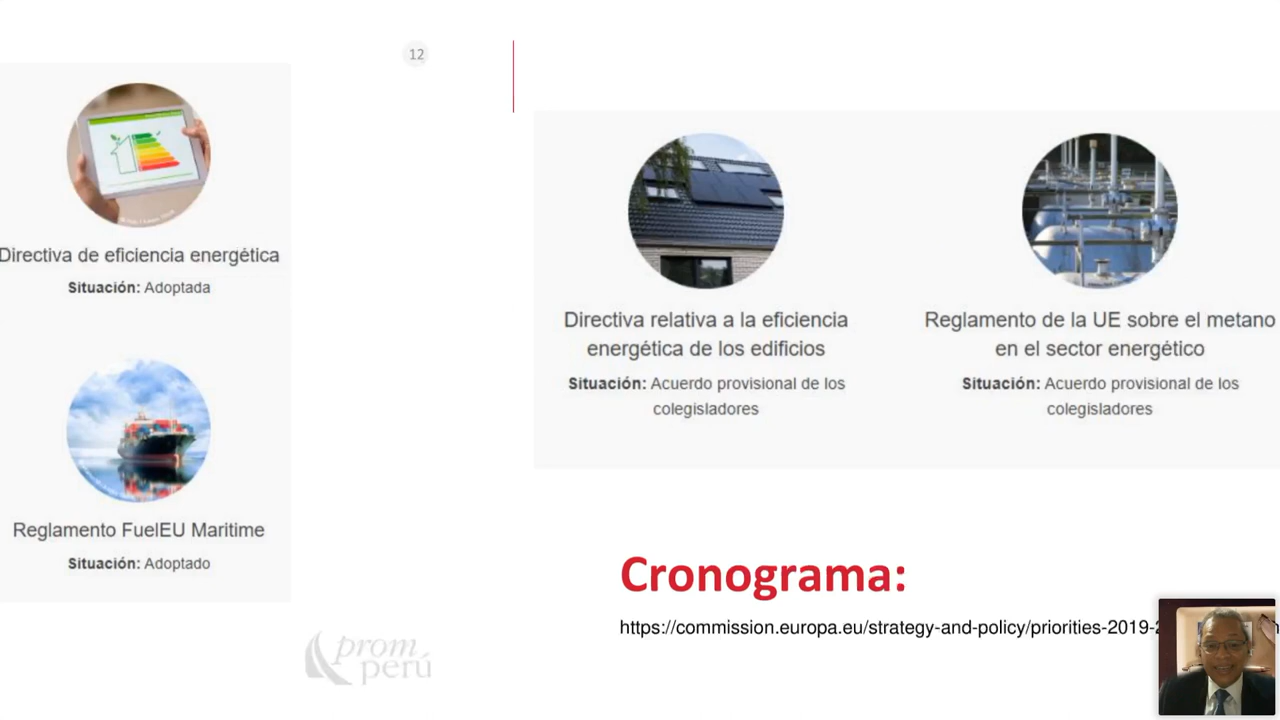 12
Directiva de eficiencia energética
Situación: Adoptada
Reglamento FuelEU Maritime
Situación: Adoptado
prom
perú
Directiva relativa a la eficiencia
energética de los edificios
Situación: Acuerdo provisional de los
colegisladores
Reglamento de la UE sobre el metano
en el sector energético
Situación: Acuerdo provisional de los
colegisladores
Cronograma:
https://commission.europa.eu/strategy-and-policy/priorities-2019-2